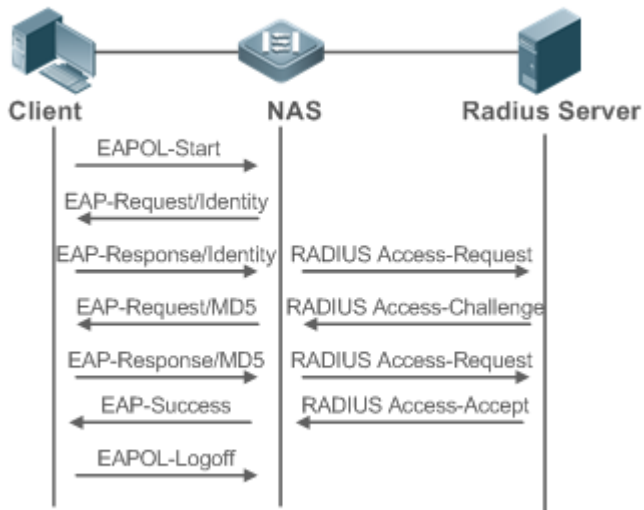 Client NAS Radius Server
EAPOL-Start
EAP-Request/Identity
EAP-Response/Identity RADIUS Access-Request
EAP-Request/MD5 RADIUS Access-Challenge
EAP-Response/MD5 RADIUS Access-Request
EAP-Success RADIUS Access-Accept
EAPOL-Logoff